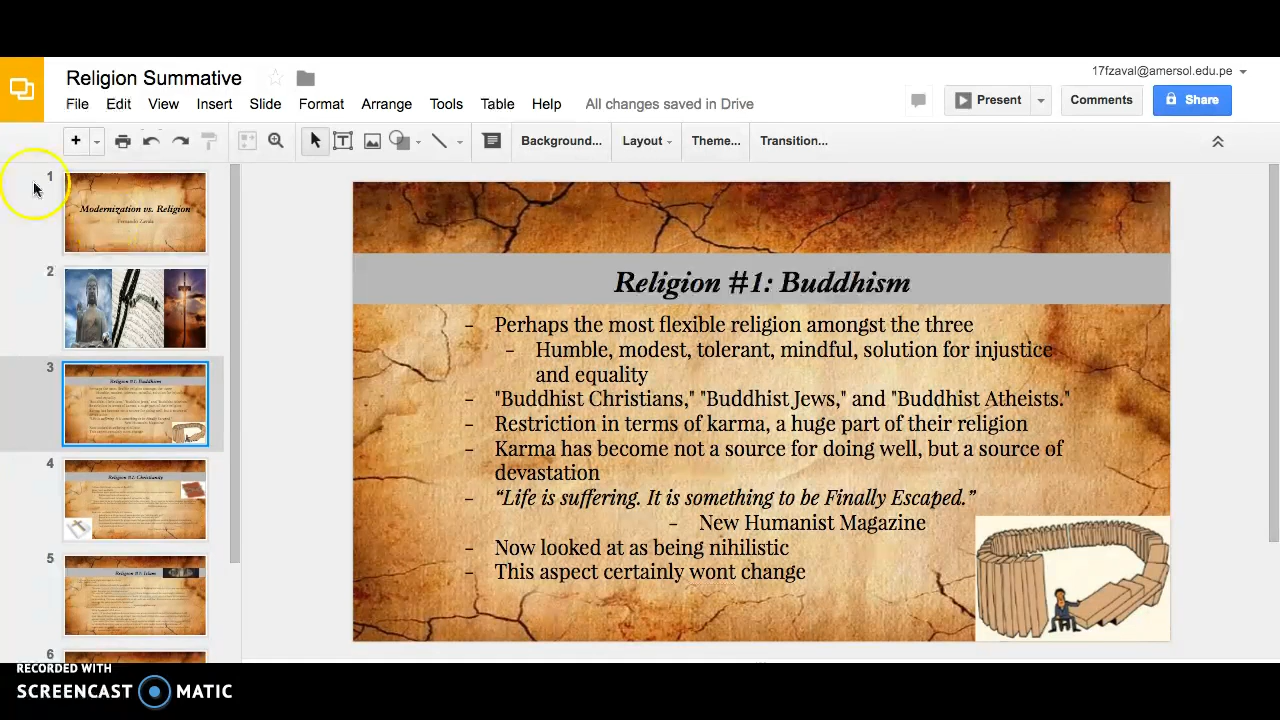 Religion Summative
17fzaval@amersol.edu.pe
File Edit View Insert Slide Format Arrange Tools Table Help All changes saved in Drive
Present Comments Share
Background... Layout Theme... Transition...
1
Modernization vs. Religion
2
3
Religion #1: Buddhism
4
Religion #2: Christianity
5
Religion #3: Islam
6
Religion #1: Buddhism
- Perhaps the most flexible religion amongst the three
- Humble, modest, tolerant, mindful, solution for injustice
and equality
- "Buddhist Christians," "Buddhist Jews," and "Buddhist Atheists."
- Restriction in terms of karma, a huge part of their religion
- Karma has become not a source for doing well, but a source of
devastation
- “Life is suffering. It is something to be Finally Escaped.”
- New Humanist Magazine
- Now looked at as being nihilistic
- This aspect certainly wont change
RECORDED WITH
SCREENCAST MATIC